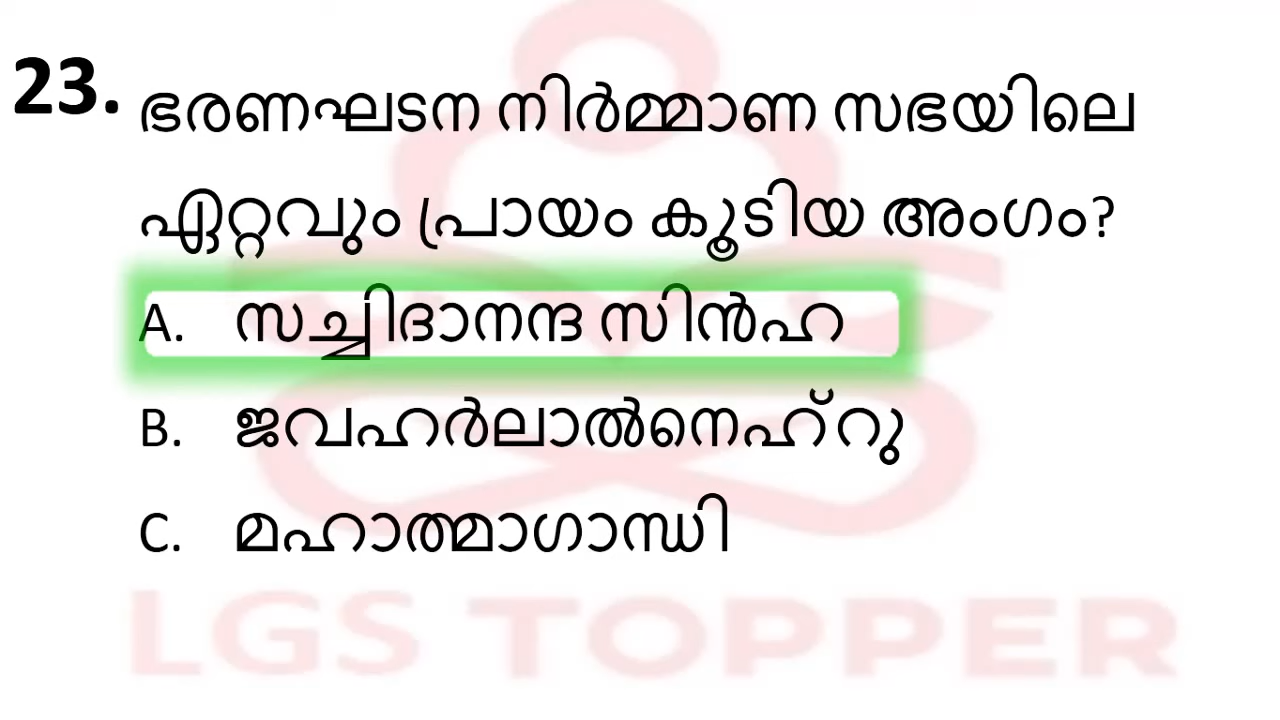 23. ഭരണഘടന നിർമ്മാണ സഭയിലെ
ഏറ്റവും പ്രായം കൂടിയ അംഗം?
A. സച്ചിദാനന്ദ സിൻഹ
B. ജവഹർലാൽനെഹ്റു
C. മഹാത്മാഗാന്ധി
LGS TOPPER